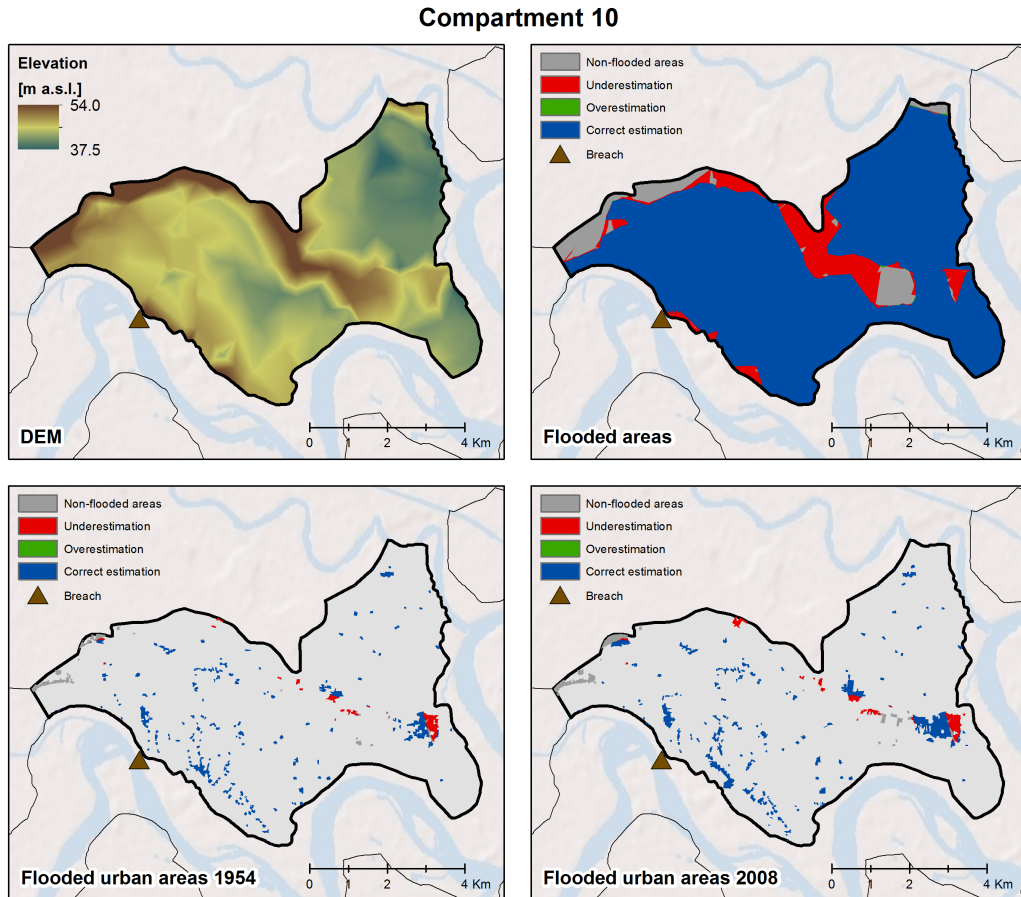 Compartment 10
Elevation
[m a.s.l.]
54.0
37.5
DEM
0 1 2 4 Km
Non-flooded areas
Underestimation
Overestimation
Correct estimation
Breach
Flooded areas
0 1 2 4 Km
Non-flooded areas
Underestimation
Overestimation
Correct estimation
Breach
Flooded urban areas 1954
0 1 2 4 Km
Non-flooded areas
Underestimation
Overestimation
Correct estimation
Breach
Flooded urban areas 2008
0 1 2 4 Km